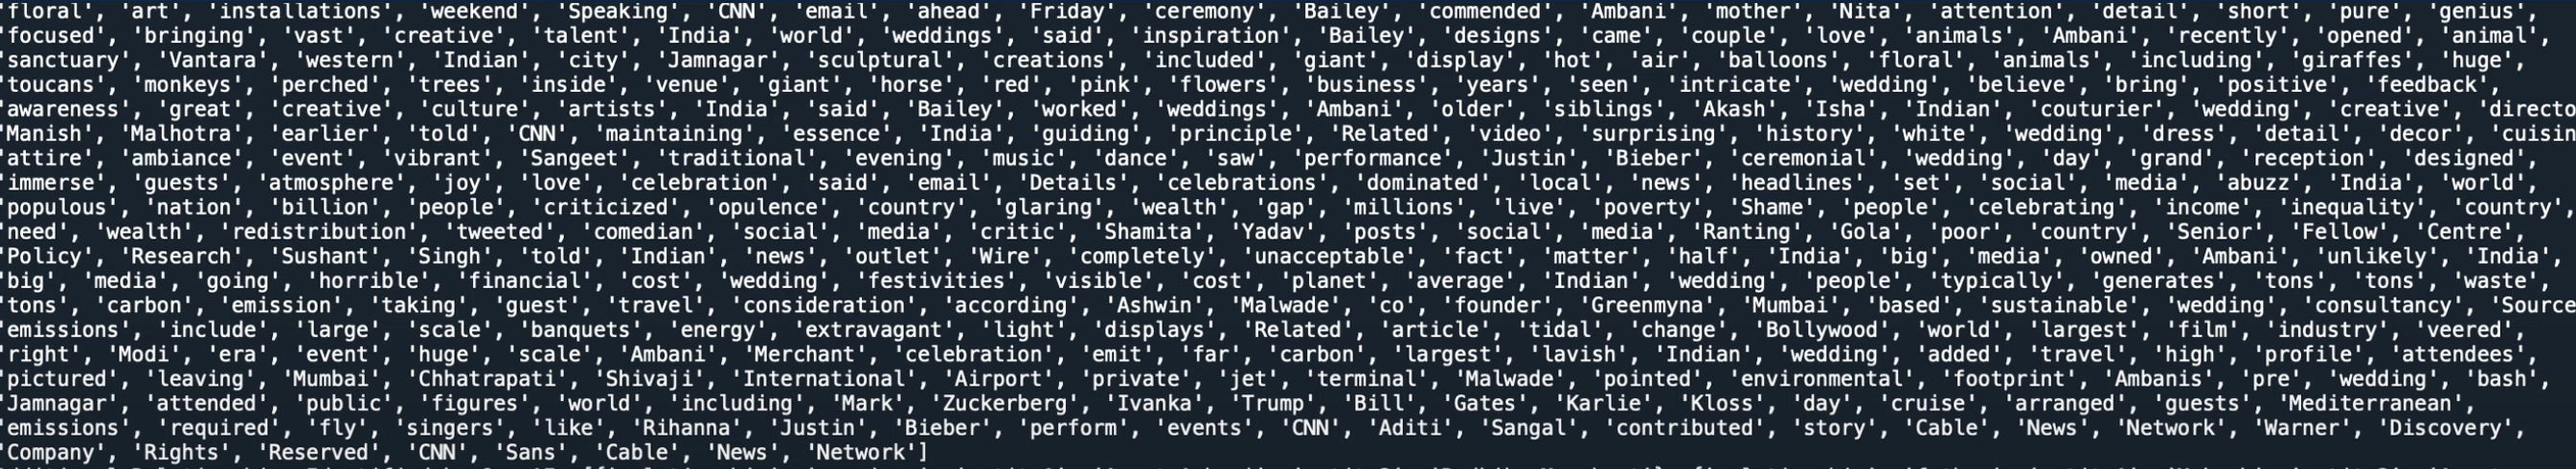 'floral', 'art', 'installations', 'weekend', 'Speaking', 'CNN', 'email', 'ahead', 'Friday', 'ceremony', 'Bailey', 'commended', 'Ambani', 'mother', 'Nita', 'attention', 'detail', 'short', 'pure', 'genius',
'focused', 'bringing', 'vast', 'creative', 'talent', 'India', 'world', 'weddings', 'said', 'inspiration', 'Bailey', 'designs', 'came', 'couple', 'love', 'animals', 'Ambani', 'recently', 'opened', 'animal',
'sanctuary', 'Vantara', 'western', 'Indian', 'city', 'Jamnagar', 'sculptural', 'creations', 'included', 'giant', 'display', 'hot', 'air', 'balloons', 'floral', 'animals', 'including', 'giraffes', 'huge',
'toucans', 'monkeys', 'perched', 'trees', 'inside', 'venue', 'giant', 'horse', 'red', 'pink', 'flowers', 'business', 'years', 'seen', 'intricate', 'wedding', 'believe', 'bring', 'positive', 'feedback',
'awareness', 'great', 'creative', 'culture', 'artists', 'India', 'said', 'Bailey', 'worked', 'weddings', 'Ambani', 'older', 'siblings', 'Akash', 'Isha', 'Indian', 'couturier', 'wedding', 'creative', 'directo
'Manish', 'Malhotra', 'earlier', 'told', 'CNN', 'maintaining', 'essence', 'India', 'guiding', 'principle', 'Related', 'video', 'surprising', 'history', 'white', 'wedding', 'dress', 'detail', 'decor', 'cuisin
'attire', 'ambiance', 'event', 'vibrant', 'Sangeet', 'traditional', 'evening', 'music', 'dance', 'saw', 'performance', 'Justin', 'Bieber', 'ceremonial', 'wedding', 'day', 'grand', 'reception', 'designed',
'immerse', 'guests', 'atmosphere', 'joy', 'love', 'celebration', 'said', 'email', 'Details', 'celebrations', 'dominated', 'local', 'news', 'headlines', 'set', 'social', 'media', 'abuzz', 'India', 'world',
'populous', 'nation', 'billion', 'people', 'criticized', 'opulence', 'country', 'glaring', 'wealth', 'gap', 'millions', 'live', 'poverty', 'Shame', 'people', 'celebrating', 'income', 'inequality', 'country',
'need', 'wealth', 'redistribution', 'tweeted', 'comedian', 'social', 'media', 'critic', 'Shamita', 'Yadav', 'posts', 'social', 'media', 'Ranting', 'Gola', 'poor', 'country', 'Senior', 'Fellow', 'Centre',
'Policy', 'Research', 'Sushant', 'Singh', 'told', 'Indian', 'news', 'outlet', 'Wire', 'completely', 'unacceptable', 'fact', 'matter', 'half', 'India', 'big', 'media', 'owned', 'Ambani', 'unlikely', 'India',
'big', 'media', 'going', 'horrible', 'financial', 'cost', 'wedding', 'festivities', 'visible', 'cost', 'planet', 'average', 'Indian', 'wedding', 'people', 'typically', 'generates', 'tons', 'tons', 'waste',
'tons', 'carbon', 'emission', 'taking', 'guest', 'travel', 'consideration', 'according', 'Ashwin', 'Malwade', 'co', 'founder', 'Greenmyna', 'Mumbai', 'based', 'sustainable', 'wedding', 'consultancy', 'Source
'emissions', 'include', 'large', 'scale', 'banquets', 'energy', 'extravagant', 'light', 'displays', 'Related', 'article', 'tidal', 'change', 'Bollywood', 'world', 'largest', 'film', 'industry', 'veered',
'right', 'Modi', 'era', 'event', 'huge', 'scale', 'Ambani', 'Merchant', 'celebration', 'emit', 'far', 'carbon', 'largest', 'lavish', 'Indian', 'wedding', 'added', 'travel', 'high', 'profile', 'attendees',
'pictured', 'leaving', 'Mumbai', 'Chhatrapati', 'Shivaji', 'International', 'Airport', 'private', 'jet', 'terminal', 'Malwade', 'pointed', 'environmental', 'footprint', 'Ambanis', 'pre', 'wedding', 'bash',
'Jamnagar', 'attended', 'public', 'figures', 'world', 'including', 'Mark', 'Zuckerberg', 'Ivanka', 'Trump', 'Bill', 'Gates', 'Karlie', 'Kloss', 'day', 'cruise', 'arranged', 'guests', 'Mediterranean',
'emissions', 'required', 'fly', 'singers', 'like', 'Rihanna', 'Justin', 'Bieber', 'perform', 'events', 'CNN', 'Aditi', 'Sangal', 'contributed', 'story', 'Cable', 'News', 'Network', 'Warner', 'Discovery',
'Company', 'Rights', 'Reserved', 'CNN', 'Sans', 'Cable', 'News', 'Network']